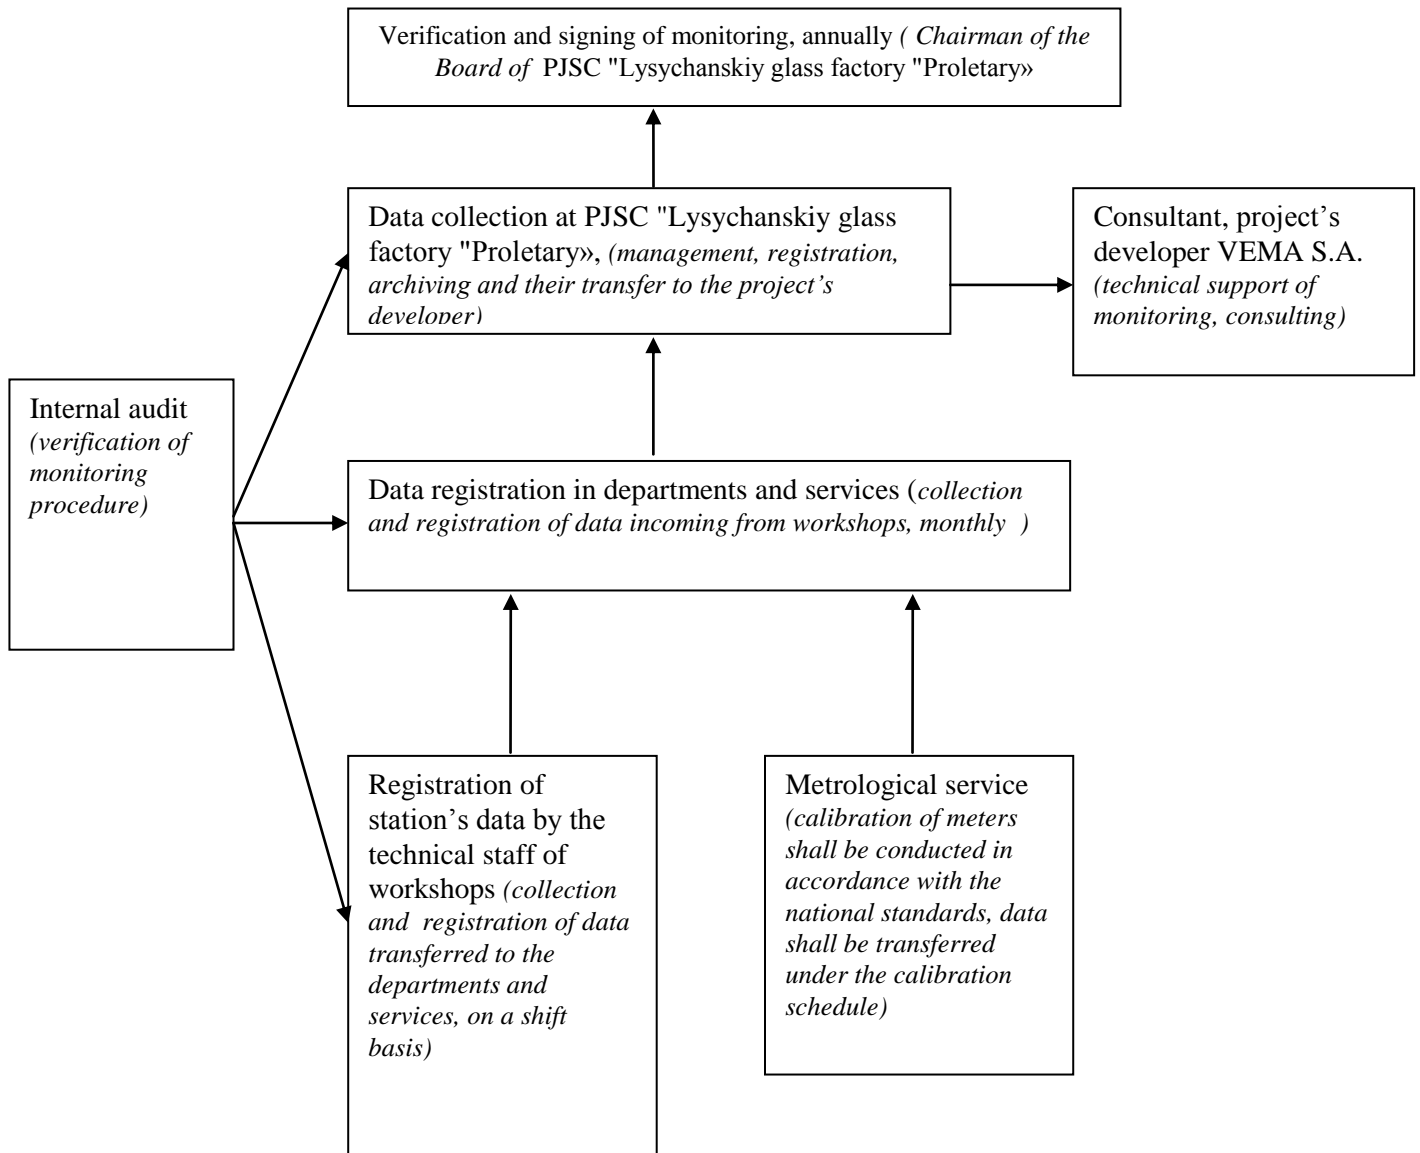 Verification and signing of monitoring, annually ( Chairman of the
Board of PJSC "Lysychanskiy glass factory "Proletary»
Data collection at PJSC "Lysychanskiy glass
factory "Proletary», (management, registration,
archiving and their transfer to the project’s
developer)
Consultant, project’s
developer VEMA S.A.
(technical support of
monitoring, consulting)
Internal audit
(verification of
monitoring
procedure)
Data registration in departments and services (collection
and registration of data incoming from workshops, monthly )
Registration of
station’s data by the
technical staff of
workshops (collection
and registration of data
transferred to the
departments and
services, on a shift
basis)
Metrological service
(calibration of meters
shall be conducted in
accordance with the
national standards, data
shall be transferred
under the calibration
schedule)